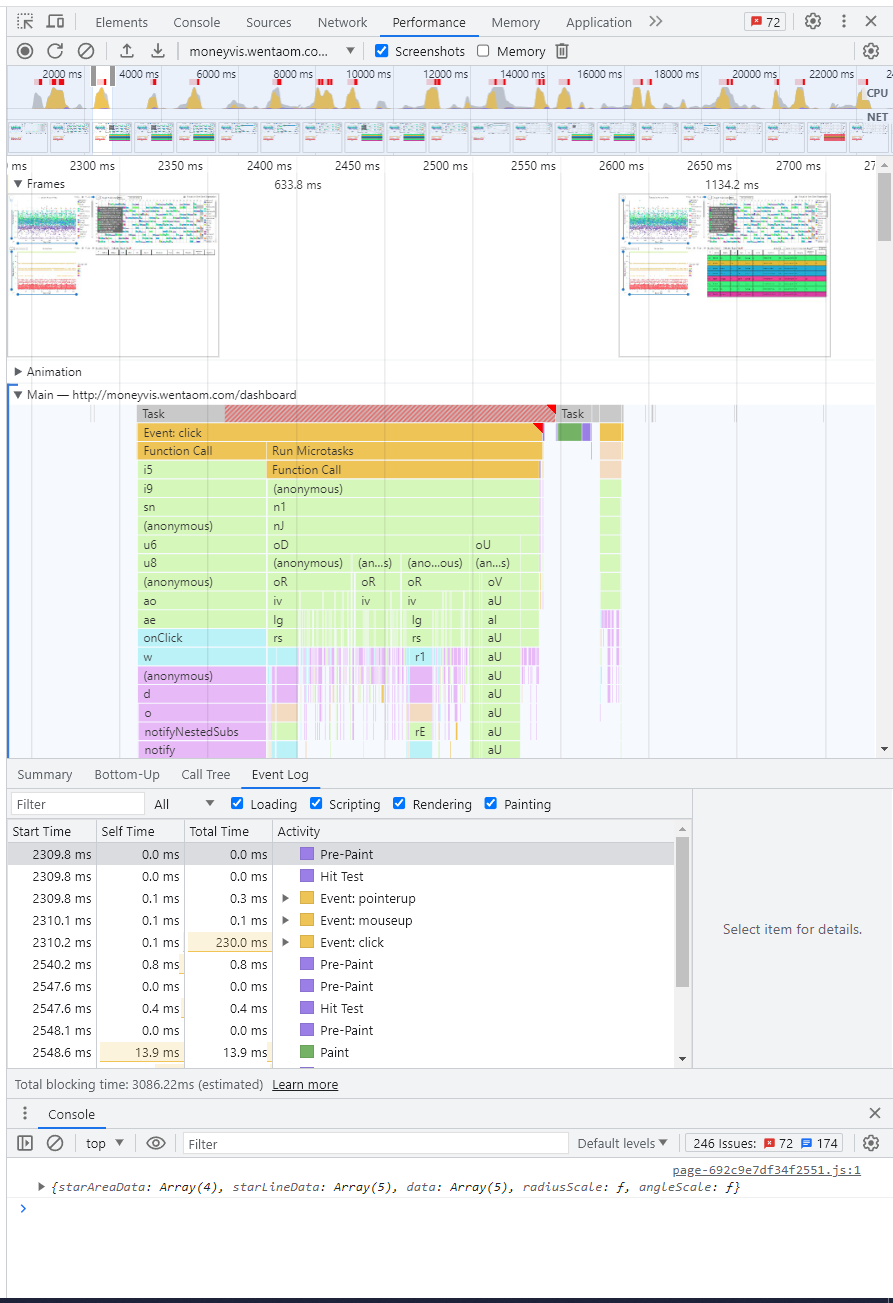 Elements Console Sources Network Performance Memory Application 72
moneyvis.wentaom.co... Screenshots Memory
2000 ms 4000 ms 6000 ms 8000 ms 10000 ms 12000 ms 14000 ms 16000 ms 18000 ms 20000 ms 22000 ms 24
CPU
NET
50 ms 2300 ms 2350 ms 2400 ms 2450 ms 2500 ms 2550 ms 2600 ms 2650 ms 2700 ms 27
Frames 633.8 ms 1134.2 ms
Animation
Main — http://moneyvis.wentaom.com/dashboard
Task Task
Event: click
Function Call Run Microtasks
i5 Function Call
i9 (anonymous)
sn n1
(anonymous) nJ
u6 oD oU
u8 (anonymous) (an...s) (ano...ous) (an...s)
(anonymous) oR oR oR oV
ao iv iv iv aU
ae lg lg al
onClick rs rs aU
w r1 aU
(anonymous) aU
d aU
o aU
notifyNestedSubs rE aU
notify aU
Summary Bottom-Up Call Tree Event Log
Filter All Loading Scripting Rendering Painting
Start Time Self Time Total Time Activity
2309.8 ms 0.0 ms 0.0 ms Pre-Paint
2309.8 ms 0.0 ms 0.0 ms Hit Test
2309.8 ms 0.1 ms 0.3 ms Event: pointerup
2310.1 ms 0.1 ms 0.1 ms Event: mouseup
2310.2 ms 0.1 ms 230.0 ms Event: click
2540.2 ms 0.8 ms 0.8 ms Pre-Paint
2547.6 ms 0.0 ms 0.0 ms Pre-Paint
2547.6 ms 0.4 ms 0.4 ms Hit Test
2548.1 ms 0.0 ms 0.0 ms Pre-Paint
2548.6 ms 13.9 ms 13.9 ms Paint
Select item for details.
Total blocking time: 3086.22ms (estimated) Learn more
Console
top Filter Default levels 246 Issues: 72 174
page-692c9e7df34f2551.js:1
{starAreaData: Array(4), starLineData: Array(5), data: Array(5), radiusScale: ƒ, angleScale: ƒ}